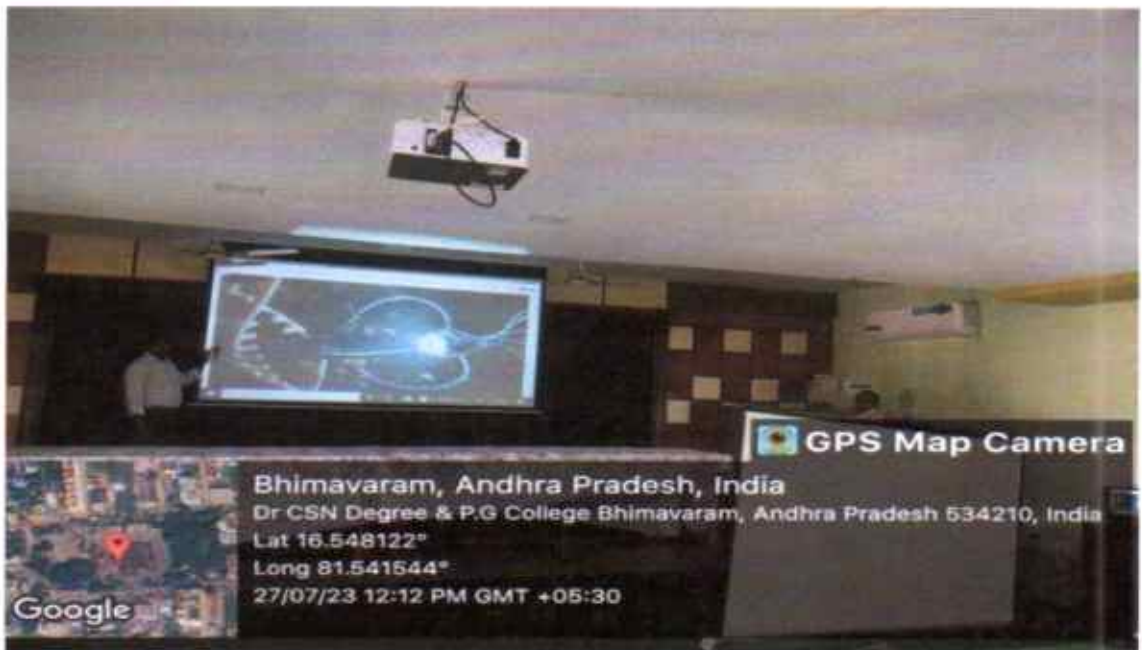 GPS Map Camera
Bhimavaram, Andhra Pradesh, India
Dr CSN Degree & P.G College Bhimavaram, Andhra Pradesh 534210, India
Lat 16.548122°
Long 81.541544°
27/07/23 12:12 PM GMT +05:30
Google